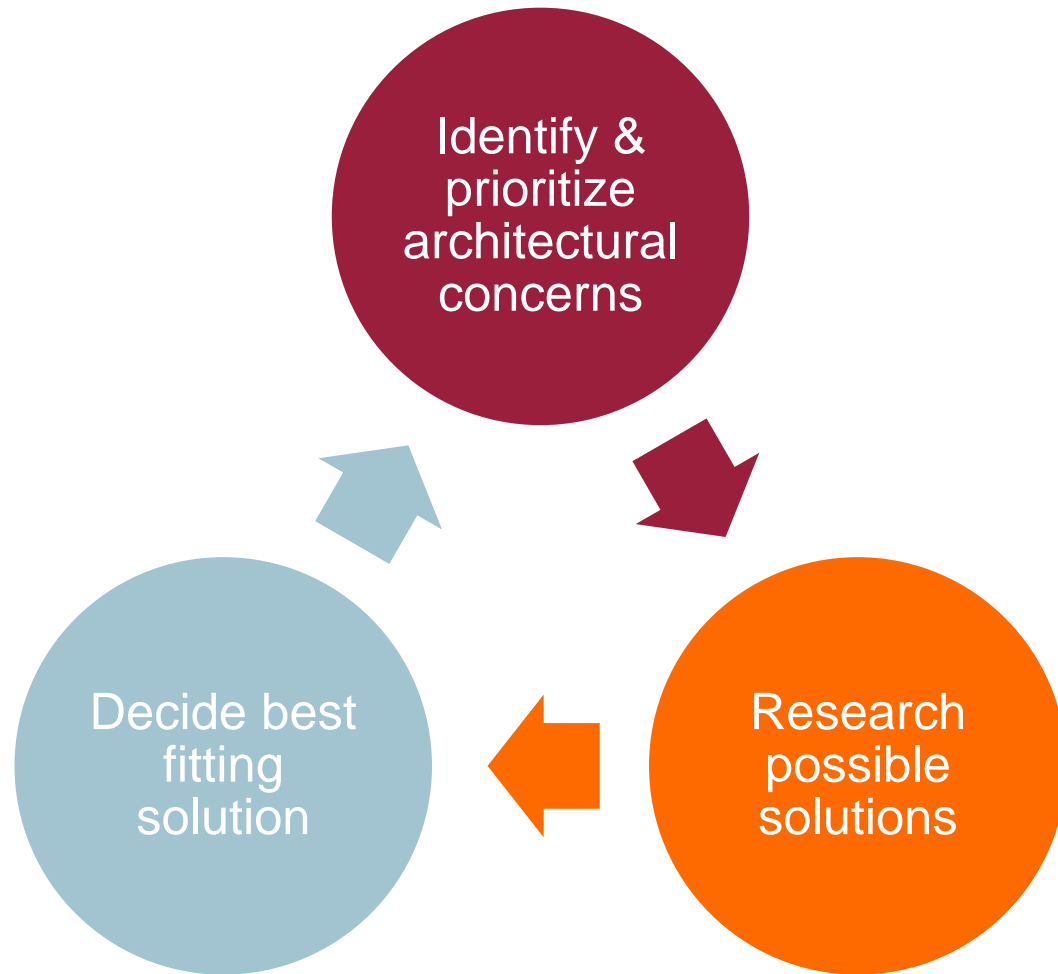 Identify &
prioritize
architectural
concerns
Research
possible
solutions
Decide best
fitting
solution